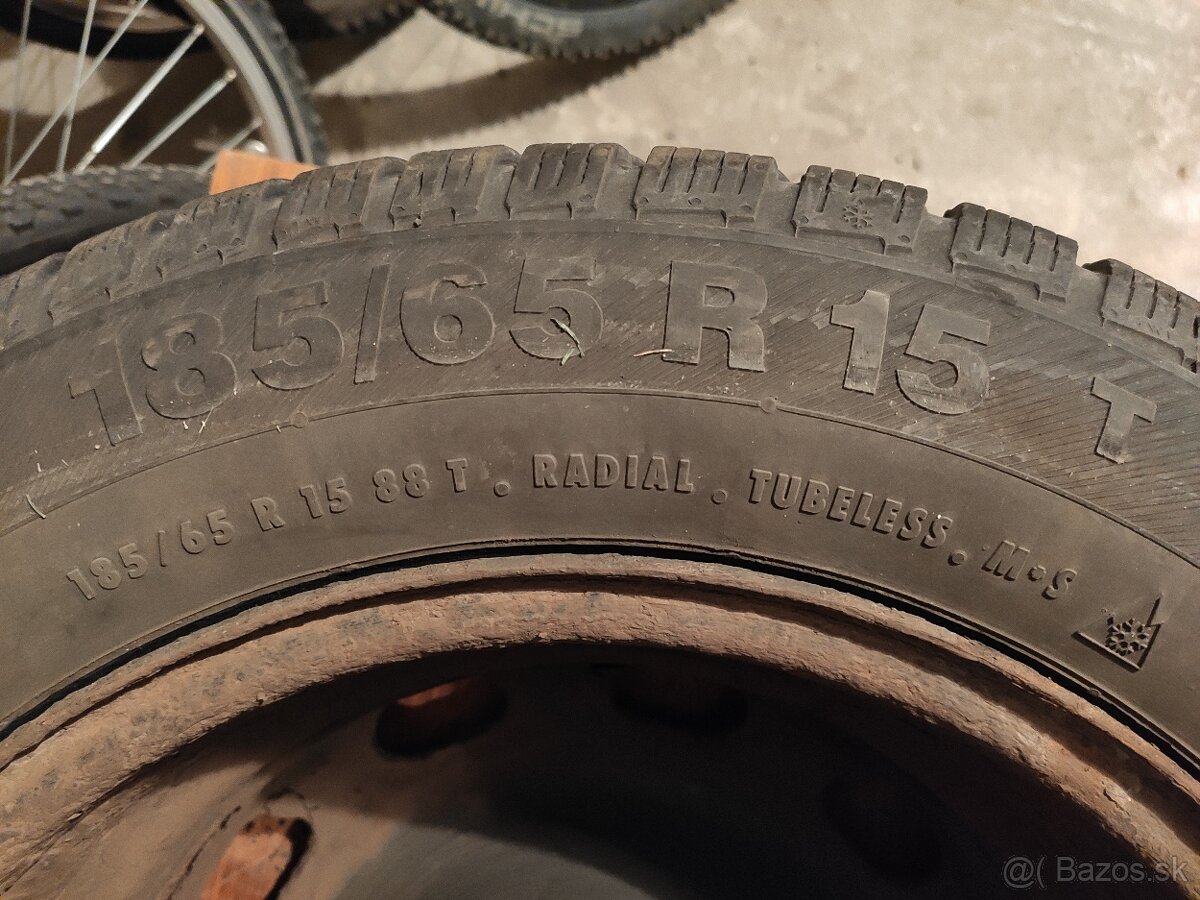 185/65 R 15 T
185/65 R 15 88 T . RADIAL . TUBELESS . M•S
@( Bazos.sk